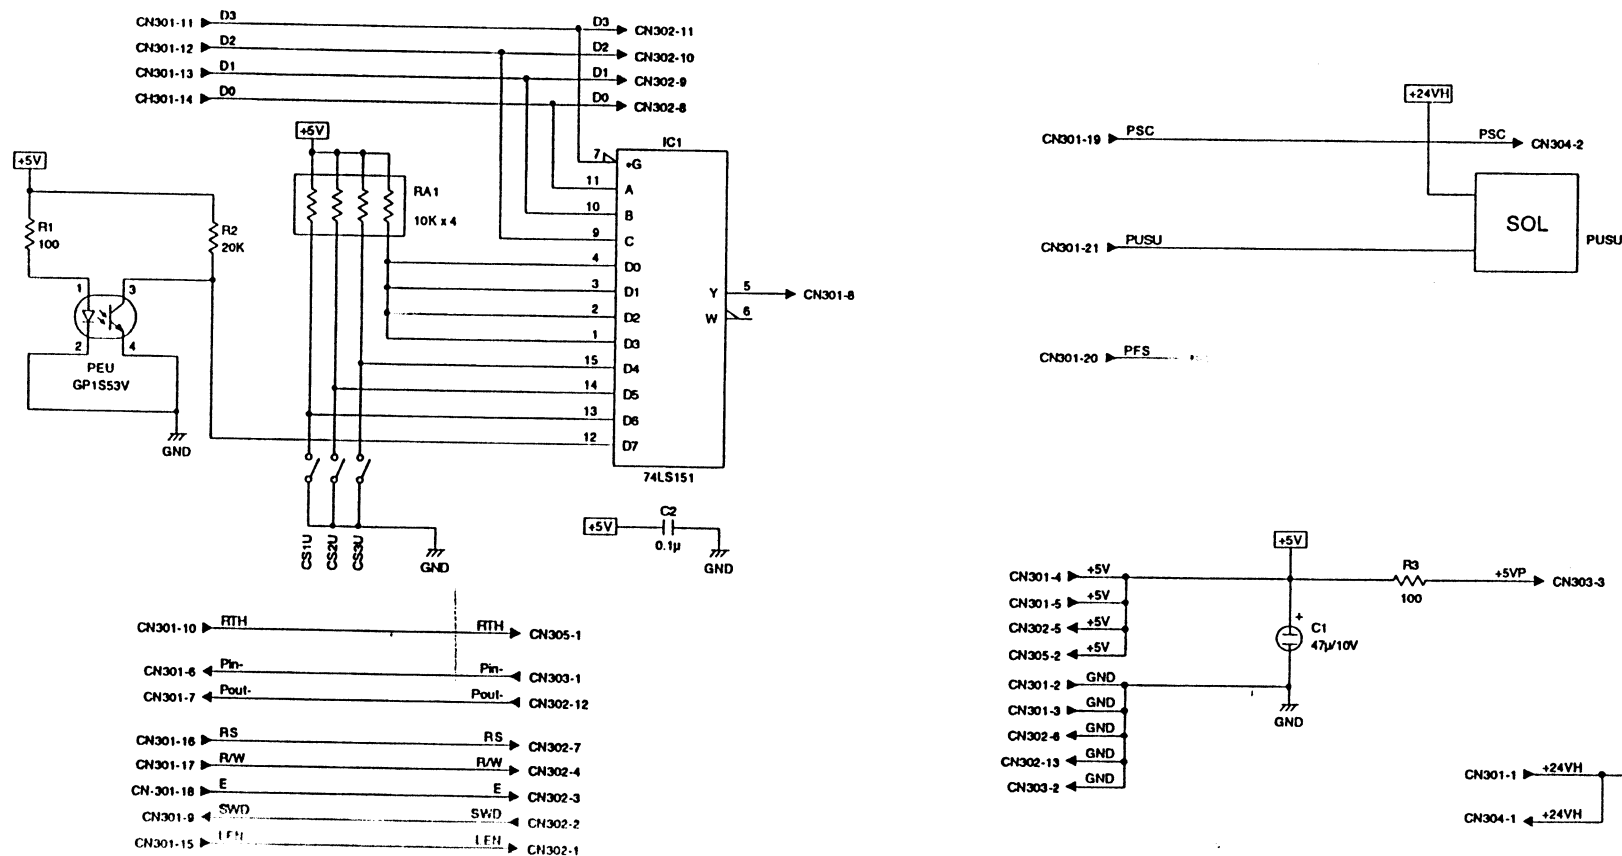 CN301-11 D3 D3 CN302-11
CN301-12 D2 D2 CN302-10
CN301-13 D1 D1 CN302-9
CH301-14 D0 D0 CN302-8
+5V
+5V
R1
100
R2
20K
1 3
2 4
PEU
GP1S53V
GND
RA1
10K x 4
IC1
7 +G
11 A
10 B
9 C
4 D0
3 D1
2 D2
1 D3
15 D4
14 D5
13 D6
12 D7
Y 5 CN301-8
W 6
74LS151
CS1U
CS2U
CS3U
GND
+5V C2
0.1µ
GND
CN301-10 RTH RTH CN305-1
CN301-6 Pin- Pin- CN303-1
CN301-7 Pout- Pout- CN302-12
CN301-16 RS RS CN302-7
CN301-17 R/W R/W CN302-4
CN-301-18 E E CN302-3
CN301-9 SWD SWD CN302-2
CN301-15 LEN LEN CN302-1
+24VH
CN301-19 PSC PSC CN304-2
SOL
CN301-21 PUSU PUSU
CN301-20 PFS
+5V
CN301-4 +5V
CN301-5 +5V
CN302-5 +5V
CN305-2 +5V
R3
100
+5VP CN303-3
+
C1
47µ/10V
CN301-2 GND
CN301-3 GND
CN302-6 GND
CN302-13 GND
CN303-2 GND
GND
CN301-1 +24VH
CN304-1 +24VH